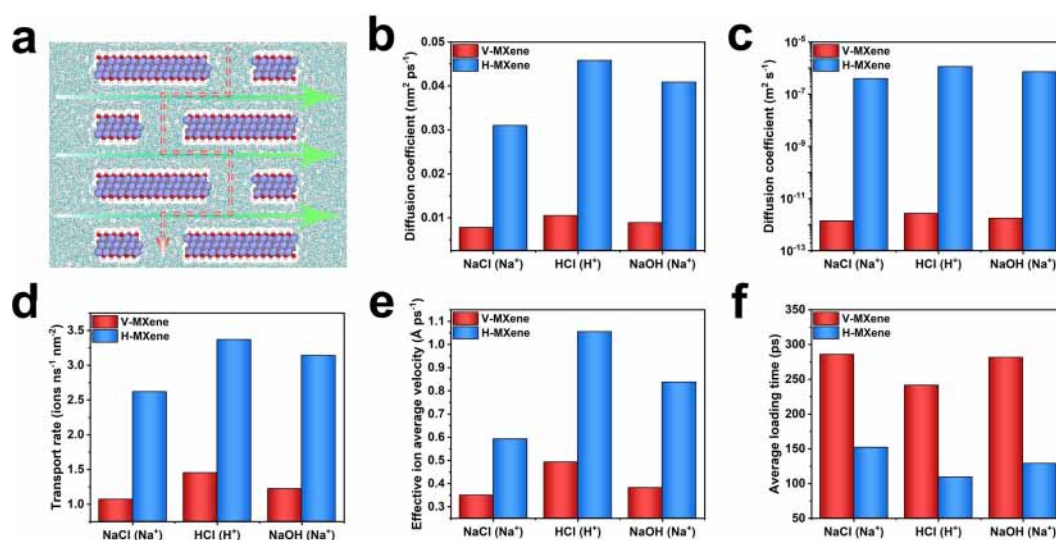 a
b
Diffusion coefficient (nm² ps⁻¹)
0.05
0.04
0.03
0.02
0.01
V-MXene
H-MXene
NaCl (Na⁺)
HCl (H⁺)
NaOH (Na⁺)
c
Diffusion coefficient (m² s⁻¹)
10⁻⁵
10⁻⁷
10⁻⁹
10⁻¹¹
10⁻¹³
V-MXene
H-MXene
NaCl (Na⁺)
HCl (H⁺)
NaOH (Na⁺)
d
Transport rate (ions ns⁻¹ nm⁻²)
3.5
3.0
2.5
2.0
1.5
1.0
V-MXene
H-MXene
NaCl (Na⁺)
HCl (H⁺)
NaOH (Na⁺)
e
Effective ion average velocity (Å ps⁻¹)
1.1
1.0
0.9
0.8
0.7
0.6
0.5
0.4
0.3
V-MXene
H-MXene
NaCl (Na⁺)
HCl (H⁺)
NaOH (Na⁺)
f
Average loading time (ps)
350
300
250
200
150
100
50
V-MXene
H-MXene
NaCl (Na⁺)
HCl (H⁺)
NaOH (Na⁺)